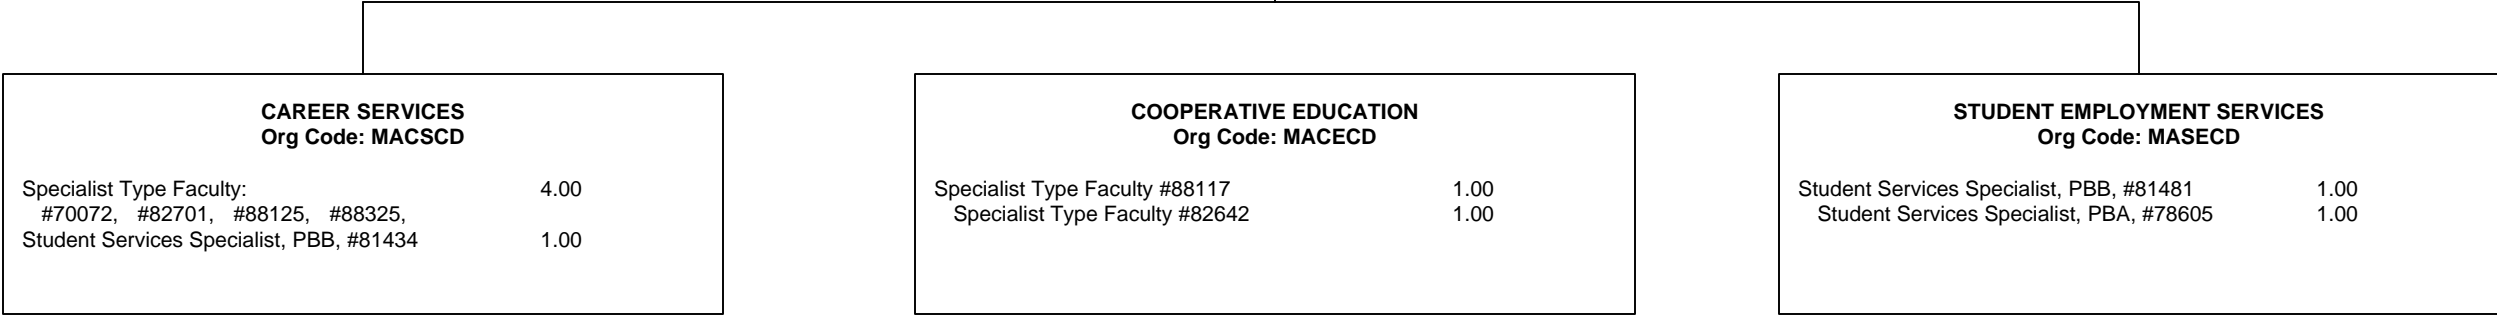 CAREER SERVICES
Org Code: MACSCD
Specialist Type Faculty: 4.00
#70072, #82701, #88125, #88325,
Student Services Specialist, PBB, #81434 1.00
COOPERATIVE EDUCATION
Org Code: MACECD
Specialist Type Faculty #88117 1.00
Specialist Type Faculty #82642 1.00
STUDENT EMPLOYMENT SERVICES
Org Code: MASECD
Student Services Specialist, PBB, #81481 1.00
Student Services Specialist, PBA, #78605 1.00